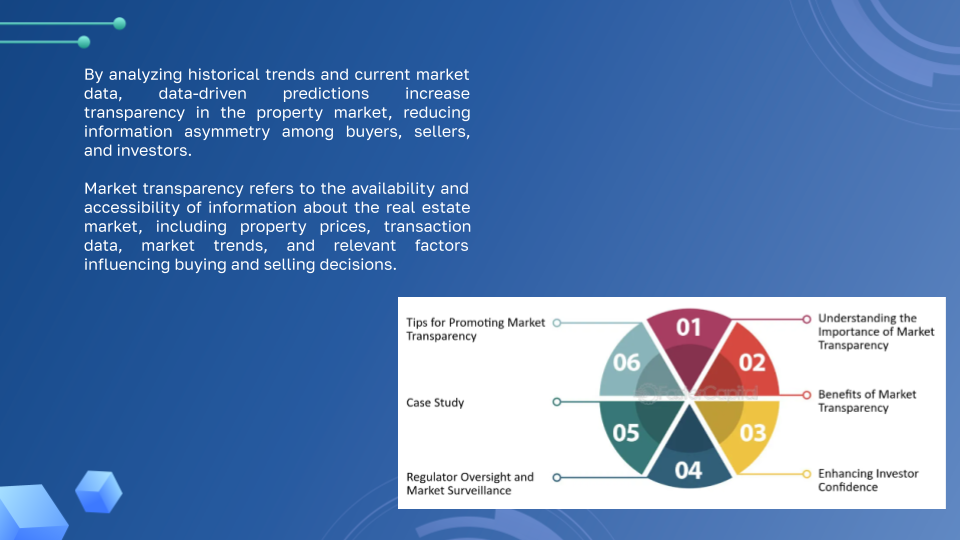 By analyzing historical trends and current market
data, data-driven predictions increase
transparency in the property market, reducing
information asymmetry among buyers, sellers,
and investors.
Market transparency refers to the availability and
accessibility of information about the real estate
market, including property prices, transaction
data, market trends, and relevant factors
influencing buying and selling decisions.
Tips for Promoting Market
Transparency
Case Study
Regulator Oversight and
Market Surveillance
01
02
03
04
05
06
Understanding the
Importance of Market
Transparency
Benefits of Market
Transparency
Enhancing Investor
Confidence